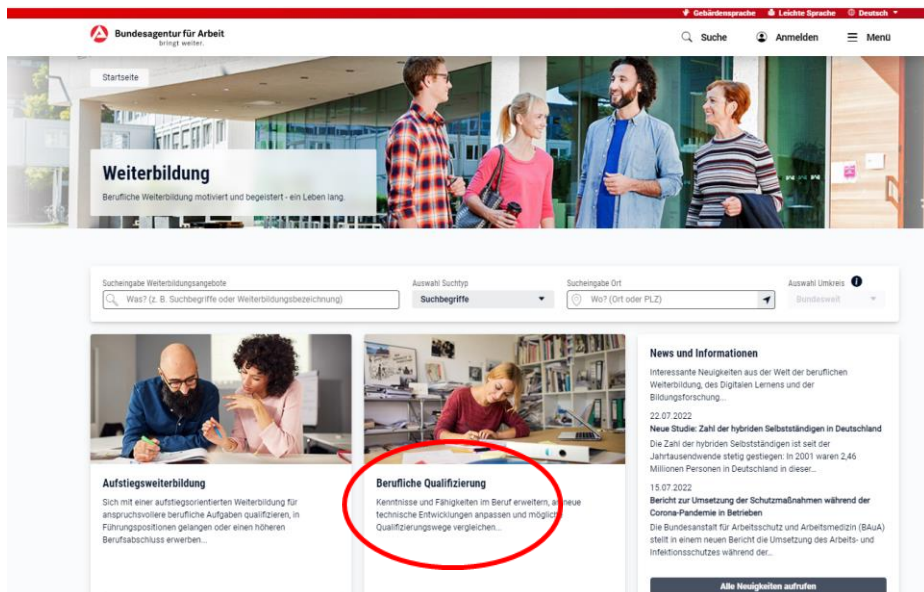 Gebärdensprache Leichte Sprache Deutsch
Bundesagentur für Arbeit
bringt weiter.
Suche Anmelden Menü
Startseite
Weiterbildung
Berufliche Weiterbildung motiviert und begeistert - ein Leben lang.
Sucheingabe Weiterbildungsangebote
Was? (z. B. Suchbegriffe oder Weiterbildungsbezeichnung)
Auswahl Suchtyp
Suchbegriffe
Sucheingabe Ort
Wo? (Ort oder PLZ)
Auswahl Umkreis
Bundesweit
Aufstiegsweiterbildung
Sich mit einer aufstiegsorientierten Weiterbildung für
anspruchsvollere berufliche Aufgaben qualifizieren, in
Führungspositionen gelangen oder einen höheren
Berufsabschluss erwerben...
Berufliche Qualifizierung
Kenntnisse und Fähigkeiten im Beruf erweitern, an neue
technische Entwicklungen anpassen und mögliche
Qualifizierungswege vergleichen...
News und Informationen
Interessante Neuigkeiten aus der Welt der beruflichen
Weiterbildung, des Digitalen Lernens und der
Bildungsforschung...
22.07.2022
Neue Studie: Zahl der hybriden Selbstständigen in Deutschland
Die Zahl der hybriden Selbstständigen ist seit der
Jahrtausendwende stetig gestiegen: In 2001 waren 2,46
Millionen Personen in Deutschland in dieser...
15.07.2022
Bericht zur Umsetzung der Schutzmaßnahmen während der
Corona-Pandemie in Betrieben
Die Bundesanstalt für Arbeitsschutz und Arbeitsmedizin (BAuA)
stellt in einem neuen Bericht die Umsetzung des Arbeits- und
Infektionsschutzes während der...
Alle Neuigkeiten aufrufen